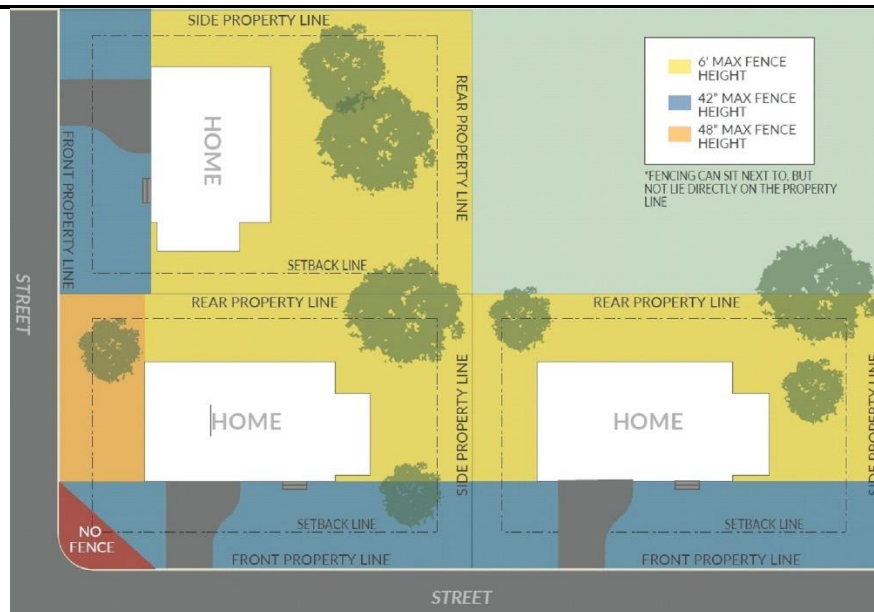 SIDE PROPERTY LINE
6' MAX FENCE
HEIGHT
42" MAX FENCE
HEIGHT
48" MAX FENCE
HEIGHT
*FENCING CAN SIT NEXT TO, BUT
NOT LIE DIRECTLY ON THE PROPERTY
LINE
FRONT PROPERTY LINE
HOME
REAR PROPERTY LINE
SETBACK LINE
STREET
REAR PROPERTY LINE
REAR PROPERTY LINE
HOME
SIDE PROPERTY LINE
HOME
SIDE PROPERTY LINE
NO
FENCE
SETBACK LINE
SETBACK LINE
FRONT PROPERTY LINE
FRONT PROPERTY LINE
STREET